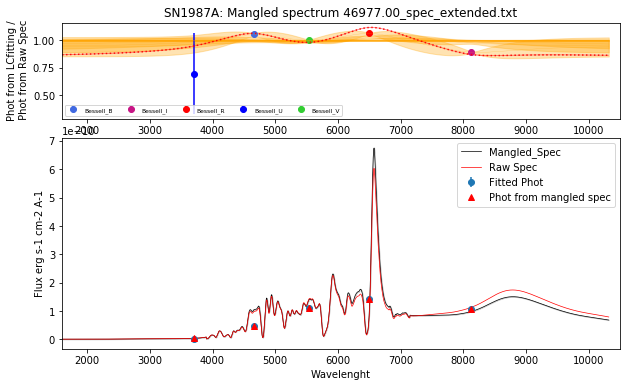 SN1987A: Mangled spectrum 46977.00_spec_extended.txt
Phot from LCfitting /
Phot from Raw Spec
1.00
0.75
0.50
Bessell_B
Bessell_I
Bessell_R
Bessell_U
Bessell_V
2000 3000 4000 5000 6000 7000 8000 9000 10000
1e−10
Flux erg s-1 cm-2 A-1
7
6
5
4
3
2
1
0
Mangled_Spec
Raw Spec
Fitted Phot
Phot from mangled spec
2000 3000 4000 5000 6000 7000 8000 9000 10000
Wavelenght